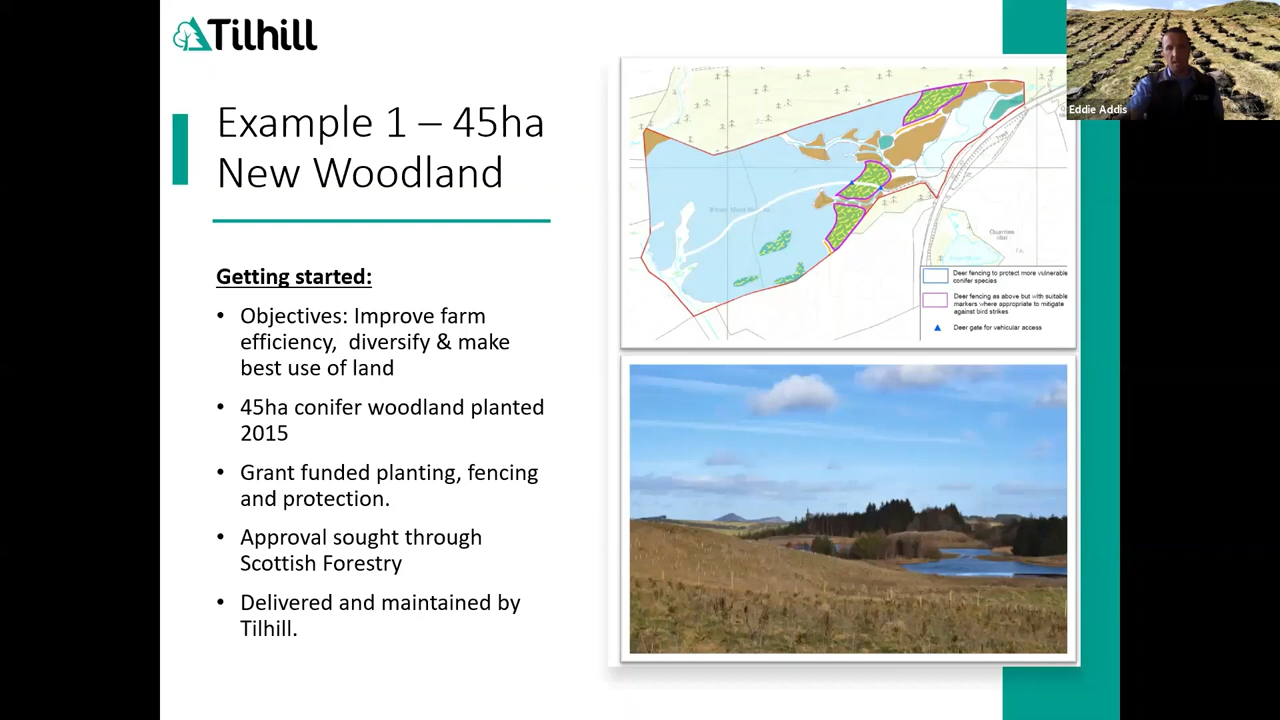 Tilhill
Example 1 – 45ha
New Woodland
Getting started:
• Objectives: Improve farm
efficiency, diversify & make
best use of land
• 45ha conifer woodland planted
2015
• Grant funded planting, fencing
and protection.
• Approval sought through
Scottish Forestry
• Delivered and maintained by
Tilhill.
Eddie Addis
Quarries
Deer fencing to protect more vulnerable
conifer species
Deer fencing as above but with suitable
markers where appropriate to mitigate
against bird strikes
Deer gate for vehicular access